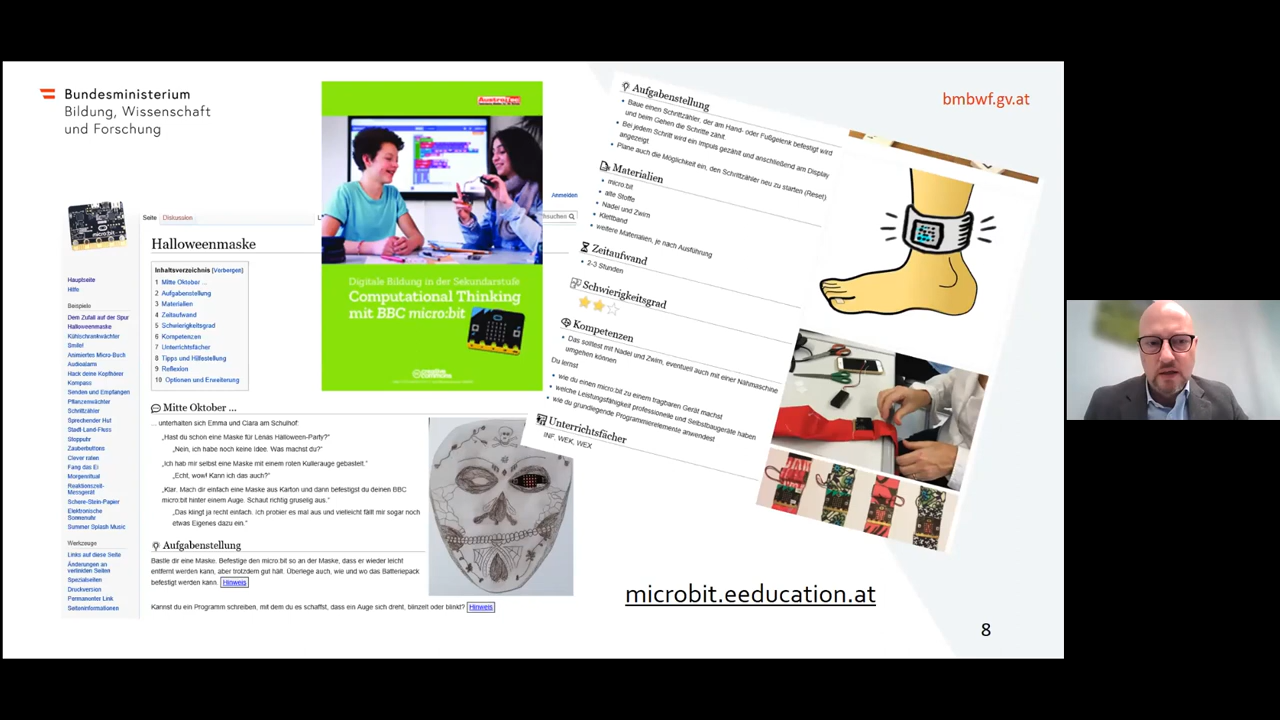 Bundesministerium
Bildung, Wissenschaft
und Forschung
bmbwf.gv.at
Anmelden
Seite Diskussion
micro:bit
Hauptseite
Hilfe
Beispiele
Dem Zufall auf der Spur
Halloweenmaske
Kühlschrankwächter
Smile!
Animiertes Micro-Buch
Audioalarm
Hack deine Kopfhörer
Kompass
Senden und Empfangen
Pflanzenwächter
Schrittzähler
Sprechender Hut
Stadt-Land-Fluss
Stoppuhr
Zauberbuttons
Clever raten
Fang das Ei
Morgenritual
Reaktionszeit-
Messgerät
Schere-Stein-Papier
Elektronische
Sonnenuhr
Summer Splash Music
Werkzeuge
Links auf diese Seite
Änderungen an
verlinkten Seiten
Spezialseiten
Druckversion
Permanenter Link
Seiteninformationen
Halloweenmaske
Inhaltsverzeichnis [Verbergen]
1 Mitte Oktober ...
2 Aufgabenstellung
3 Materialien
4 Zeitaufwand
5 Schwierigkeitsgrad
6 Kompetenzen
7 Unterrichtsfächer
8 Tipps und Hilfestellung
9 Reflexion
10 Optionen und Erweiterung
Mitte Oktober ...
... unterhalten sich Emma und Clara am Schulhof:
„Hast du schon eine Maske für Lenas Halloween-Party?“
„Nein, ich habe noch keine Idee. Was machst du?“
„Ich hab mir selbst eine Maske mit einem roten Kullerauge gebastelt.“
„Echt, wow! Kann ich das auch?“
„Klar. Mach dir einfach eine Maske aus Karton und dann befestigst du deinen BBC
micro:bit hinter einem Auge. Schaut richtig gruselig aus.“
„Das klingt ja recht einfach. Ich probier es mal aus und vielleicht fällt mir sogar noch
etwas Eigenes dazu ein.“
Aufgabenstellung
Bastle dir eine Maske. Befestige den micro:bit so an der Maske, dass er wieder leicht
entfernt werden kann, aber trotzdem gut hält. Überlege auch, wie und wo das Batteriepack
befestigt werden kann. Hinweis
Kannst du ein Programm schreiben, mit dem du es schaffst, dass ein Auge sich dreht, blinzelt oder blinkt? Hinweis
Digitale Bildung in der Sekundarstufe
Computational Thinking
mit BBC micro:bit
Aufgabenstellung
Baue einen Schrittzähler, der am Hand- oder Fußgelenk befestigt wird
und beim Gehen die Schritte zählt.
Bei jedem Schritt wird ein Impuls gezählt und anschließend am Display
angezeigt.
Plane auch die Möglichkeit ein, den Schrittzähler neu zu starten (Reset)
Materialien
micro:bit
alte Stoffe
Nadel und Zwirn
Klettband
weitere Materialien, je nach Ausführung
Zeitaufwand
2-3 Stunden
Schwierigkeitsgrad
Kompetenzen
Das solltest mit Nadel und Zwirn, eventuell auch mit einer Nähmaschine
umgehen können
Du lernst
wie du einen micro:bit zu einem tragbaren Gerät machst
welche Leistungsfähigkeit professionelle und Selbstbaugeräte haben
wie du grundlegende Programmierelemente anwendest
Unterrichtsfächer
INF, WEK, WEX
microbit.eeducation.at
8